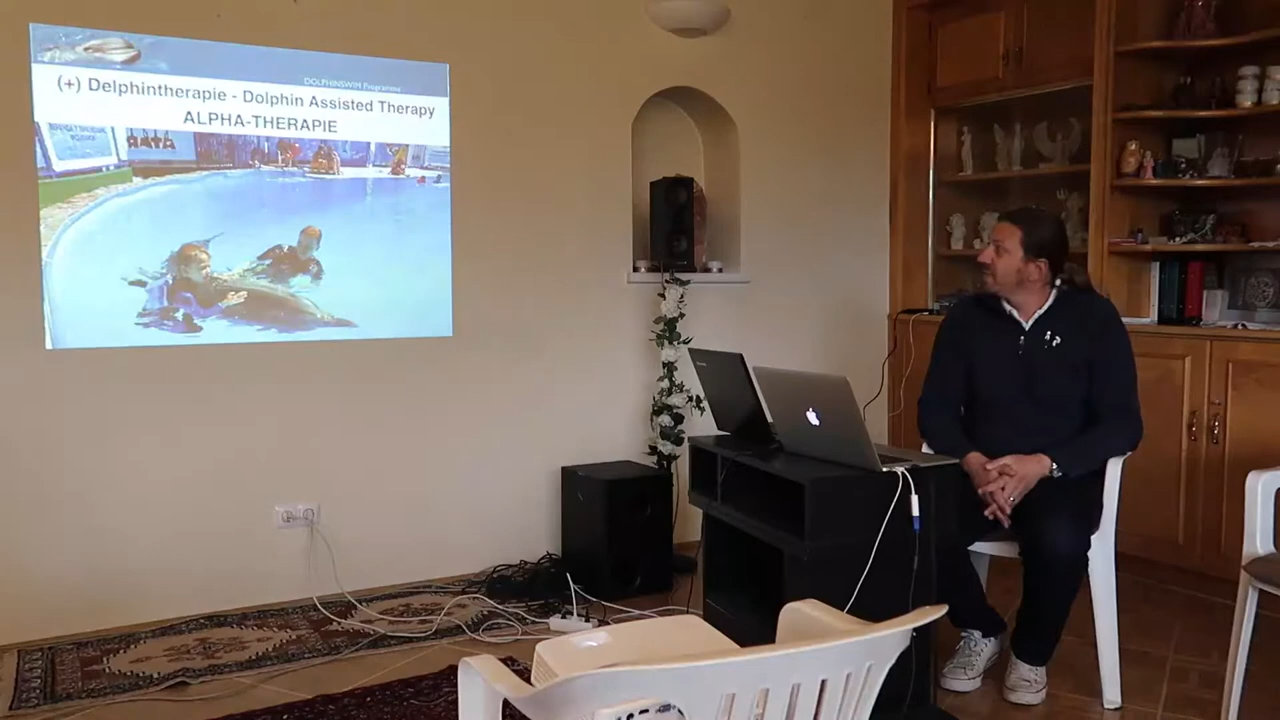 DOLPHINSWIM Programme
(+) Delphintherapie - Dolphin Assisted Therapy
ALPHA-THERAPIE